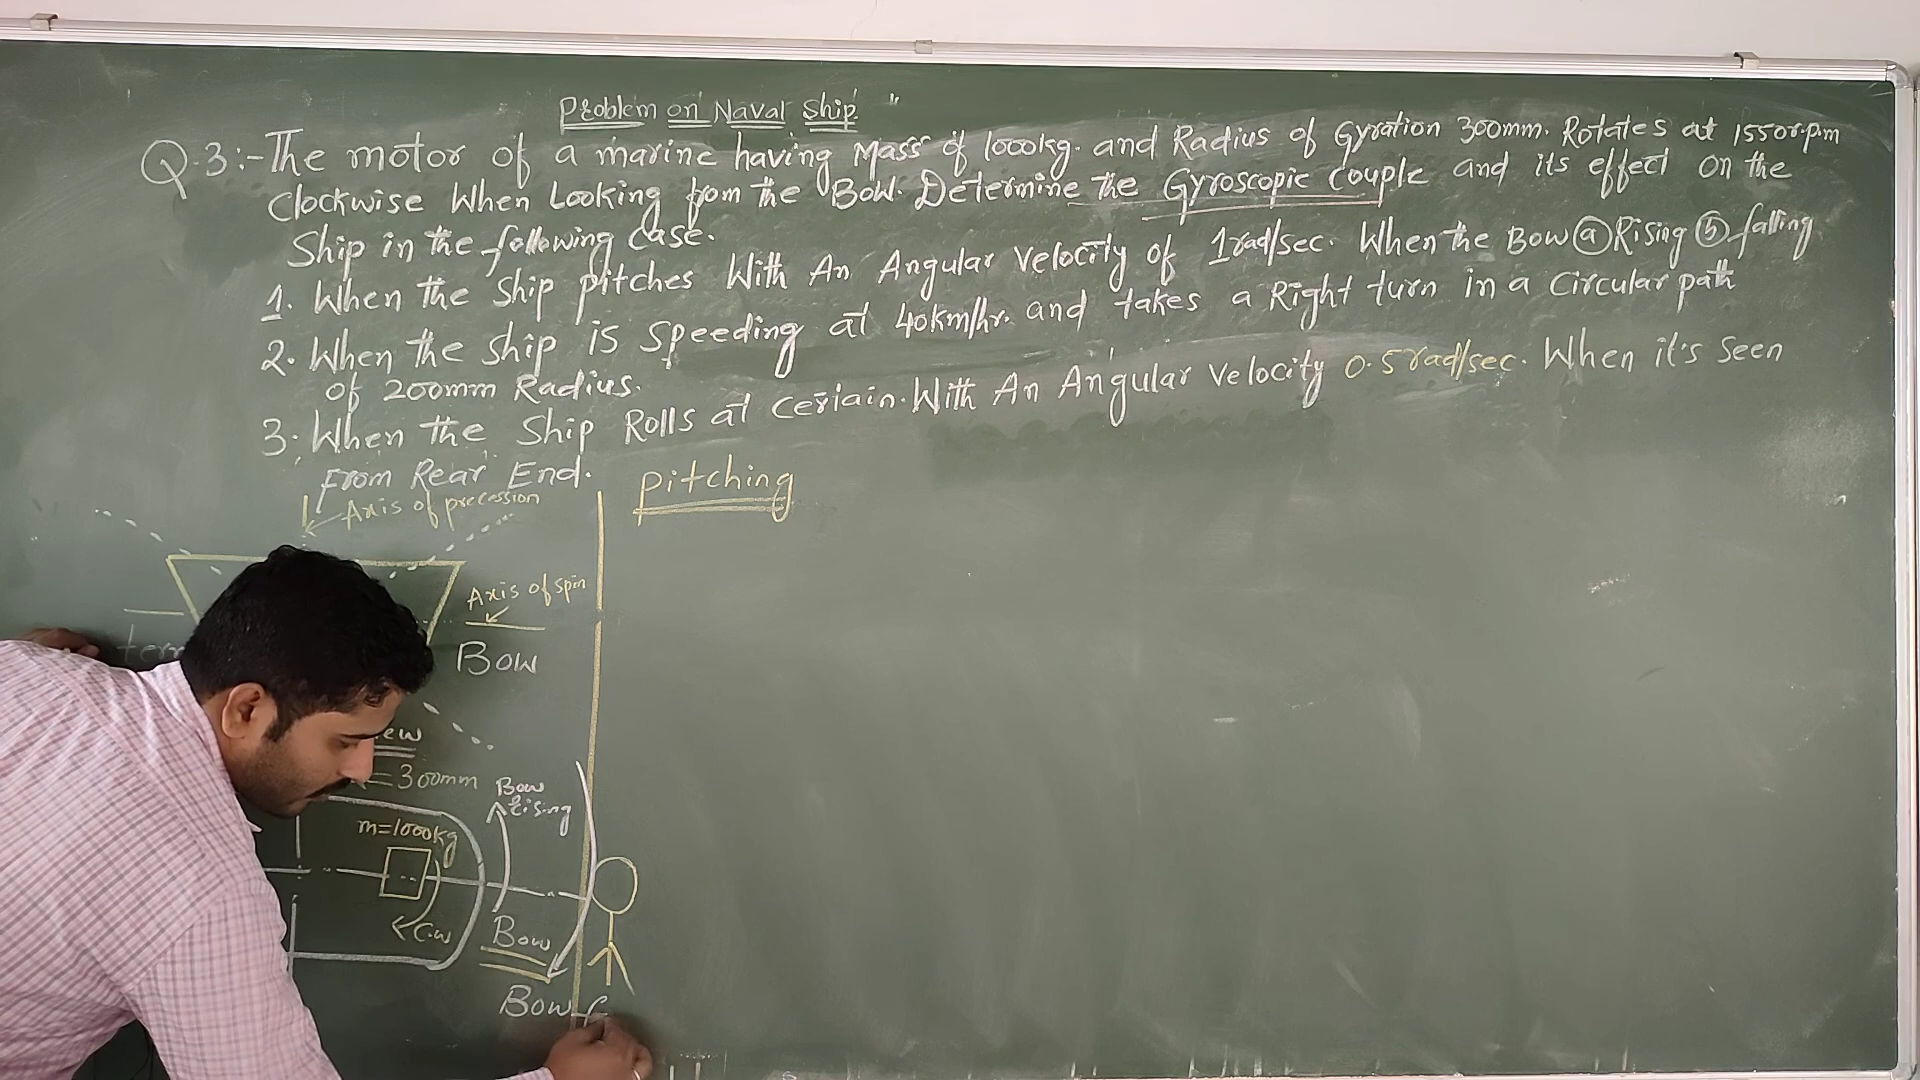 Problem on Naval Ship "
Q.3:- The motor of a marine having Mass of 1000kg. and Radius of Gyration 300mm. Rotates at 1550r.p.m
Clockwise When Looking from the Bow. Determine the Gyroscopic Couple and its effect on the
Ship in the following case.
1. When the Ship pitches With An Angular Velocity of 1rad/sec. When the Bow ⓐ Rising ⓑ falling
2. When the Ship is Speeding at 40km/hr. and takes a Right turn in a Circular path
of 200mm Radius.
3. When the Ship Rolls at Ceriain. With An Angular Velocity 0.5 rad/sec. When it's Seen
From Rear End.
Pitching
Axis of precession
Axis of spin
Bow
=300mm
Bow
Rising
m=1000kg
C.W
Bow
Bow f